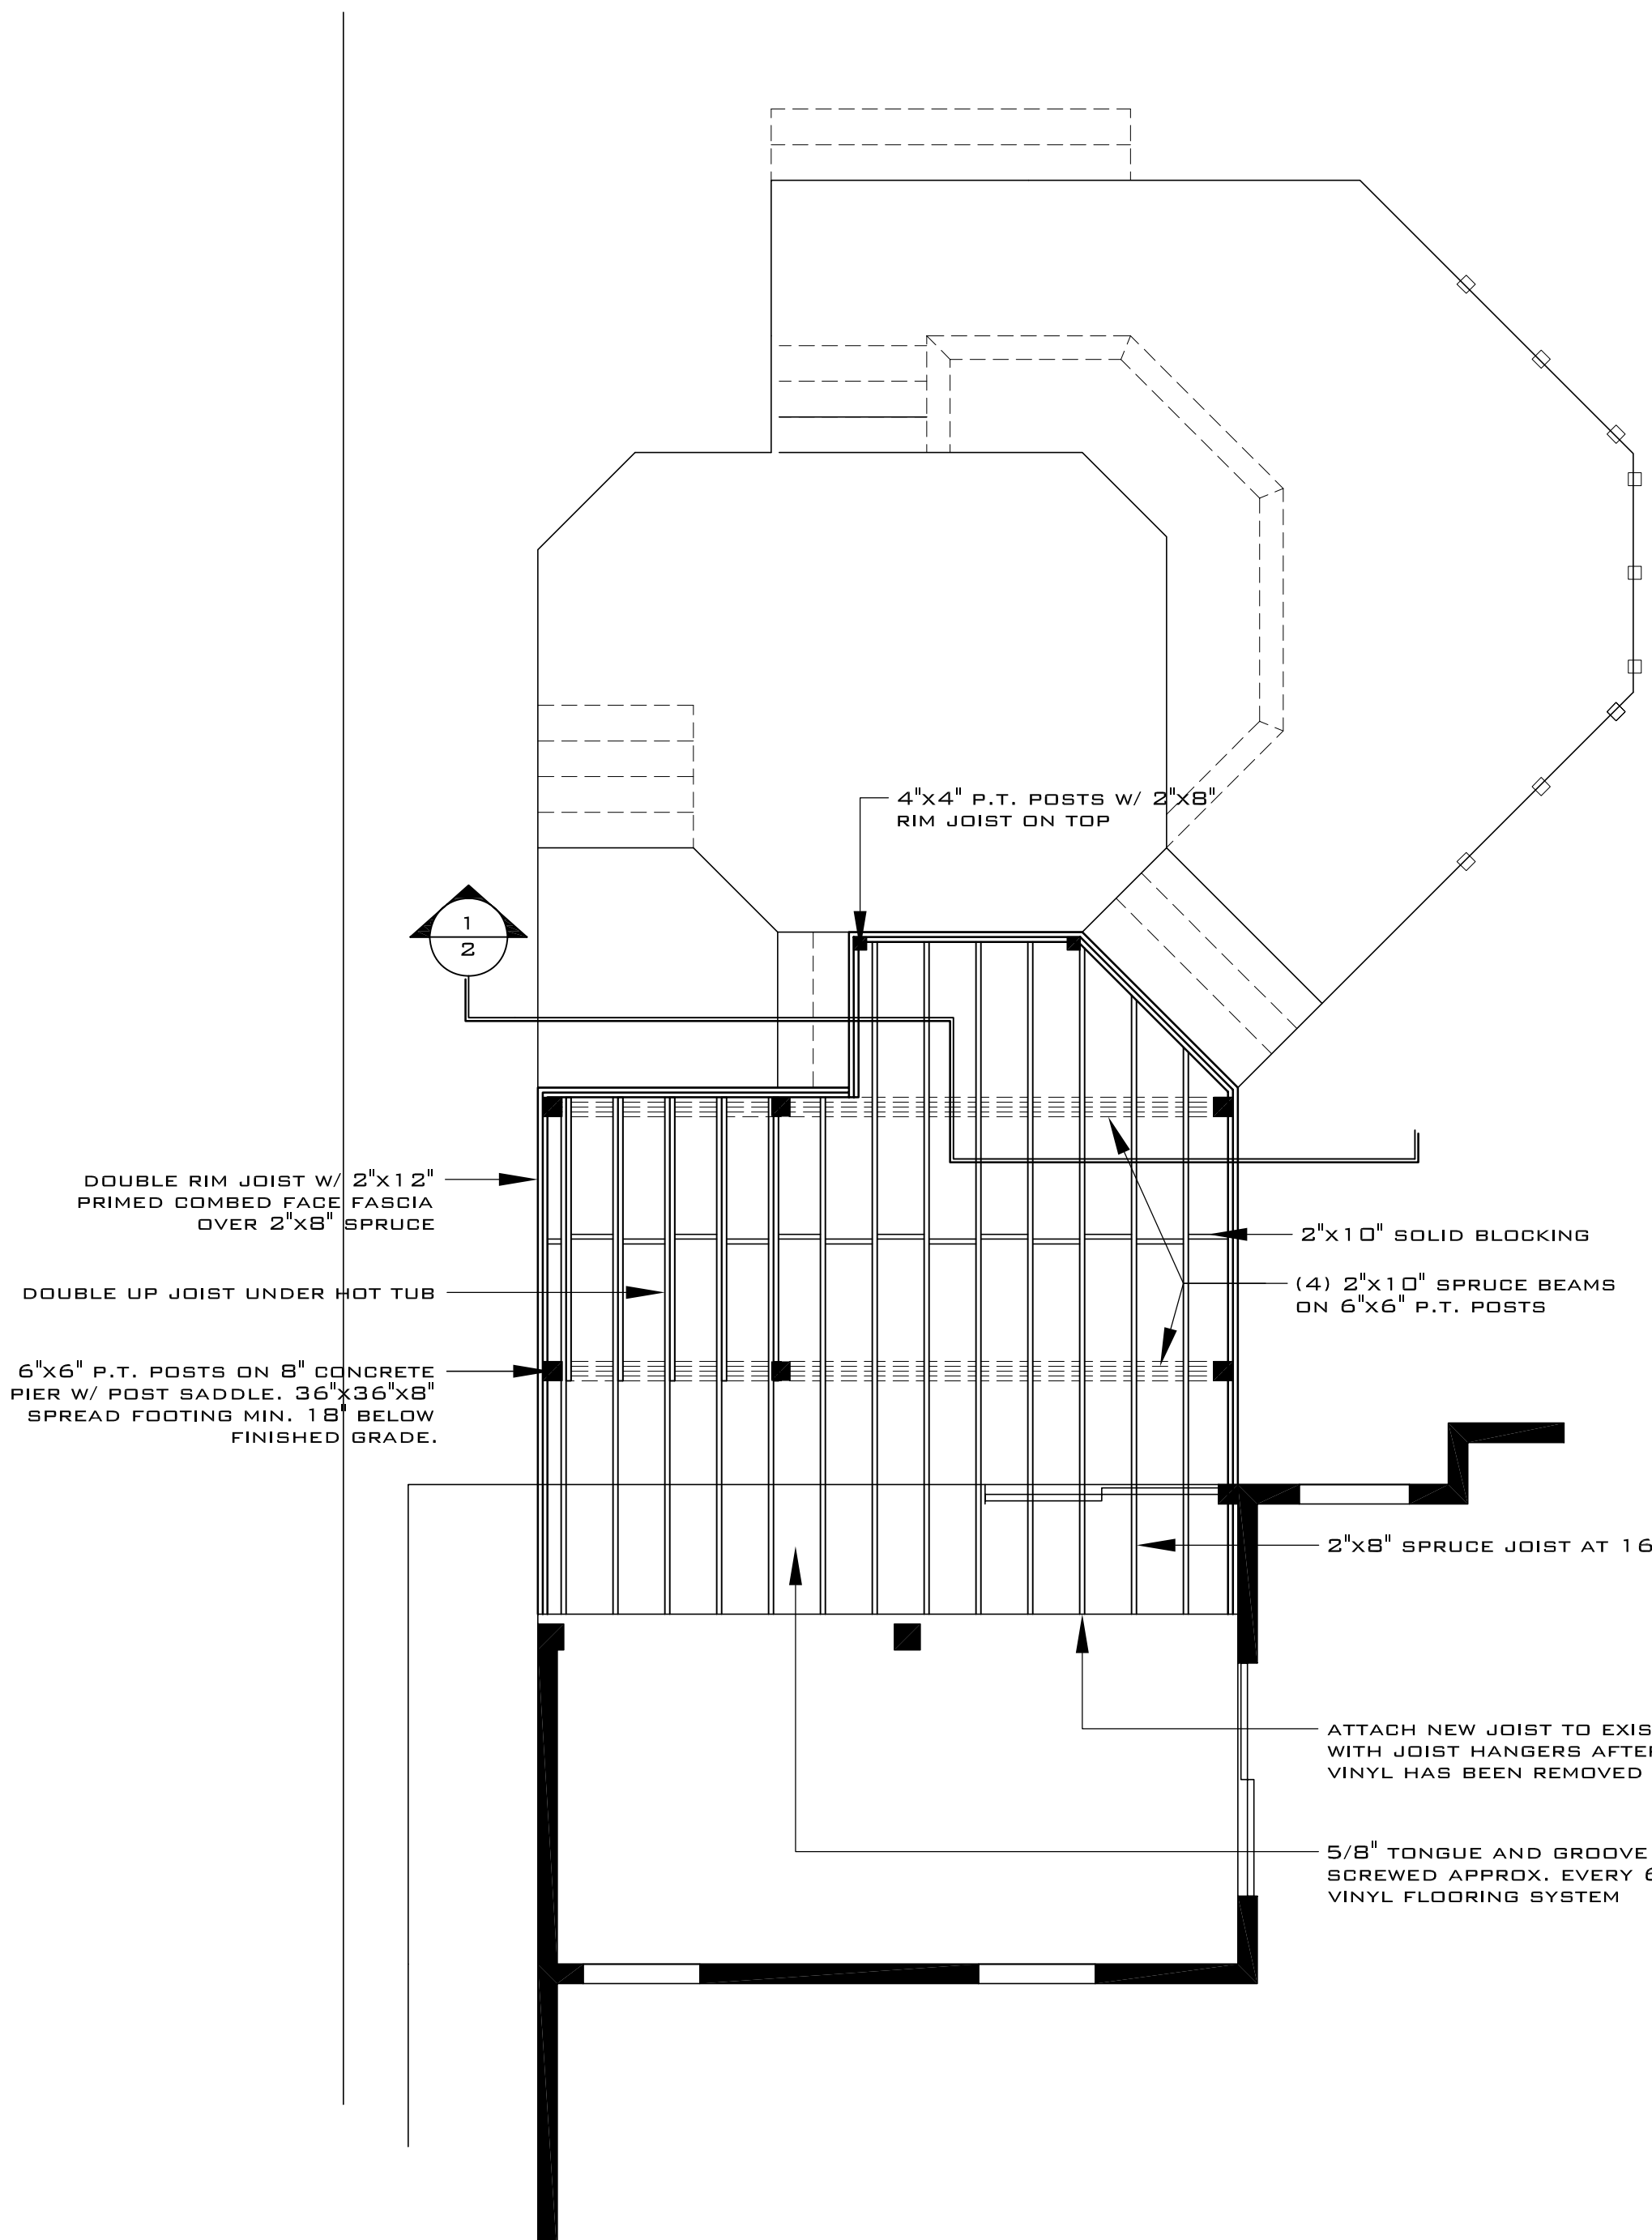 4"x4" P.T. POSTS W/ 2"x8"
RIM JOIST ON TOP
1
2
DOUBLE RIM JOIST W/ 2"x12"
PRIMED COMBED FACE FASCIA
OVER 2"x8" SPRUCE
2"x10" SOLID BLOCKING
(4) 2"x10" SPRUCE BEAMS
ON 6"x6" P.T. POSTS
DOUBLE UP JOIST UNDER HOT TUB
6"x6" P.T. POSTS ON 8" CONCRETE
PIER W/ POST SADDLE. 36"x36"x8"
SPREAD FOOTING MIN. 18" BELOW
FINISHED GRADE.
2"x8" SPRUCE JOIST AT 16
ATTACH NEW JOIST TO EXIS
WITH JOIST HANGERS AFTER
VINYL HAS BEEN REMOVED
5/8" TONGUE AND GROOVE
SCREWED APPROX. EVERY 6
VINYL FLOORING SYSTEM